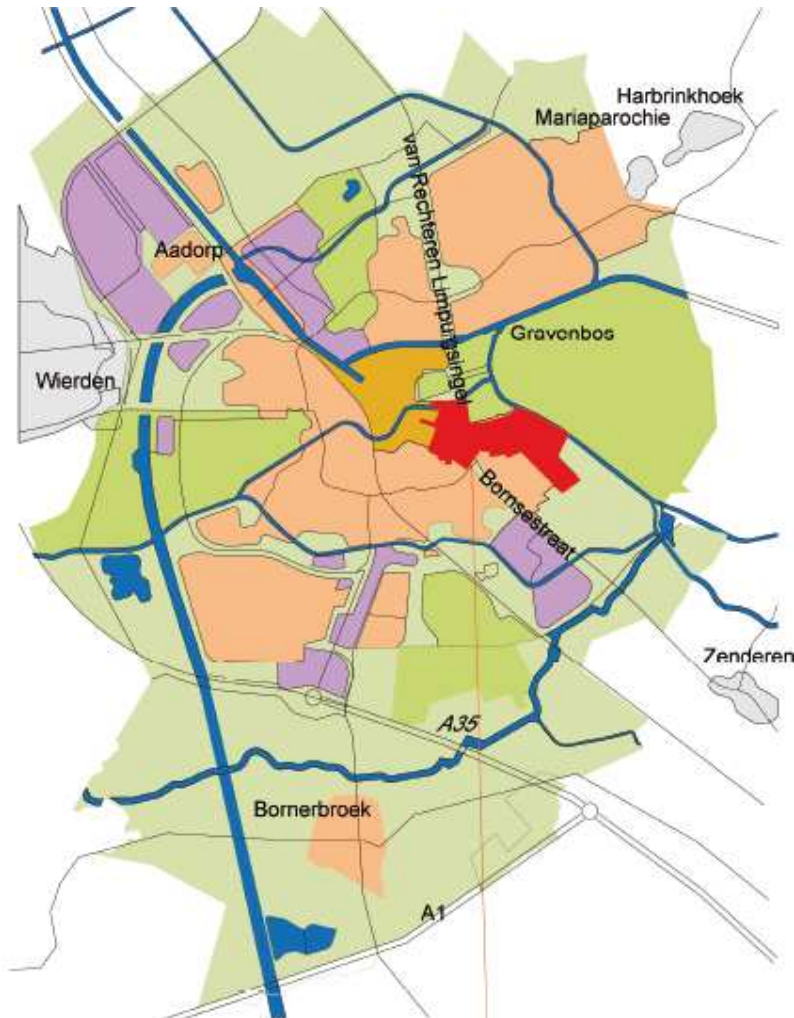 Harbrinkhoek
Mariaparochie
van Rechteren Limpurgsingel
Aadorp
Gravenbos
Wierden
Bornsestraat
Zenderen
A35
Bornerbroek
A1